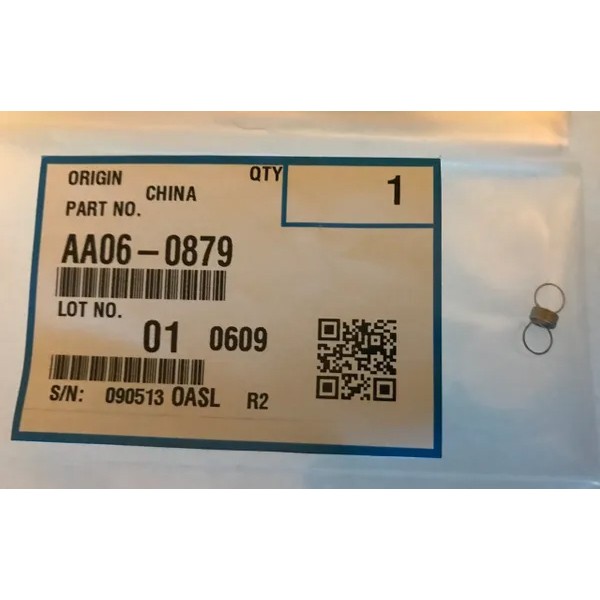 ORIGIN CHINA QTY 1
PART NO.
AA06-0879
LOT NO.
01 0609
S/N: 090513 OASL R2